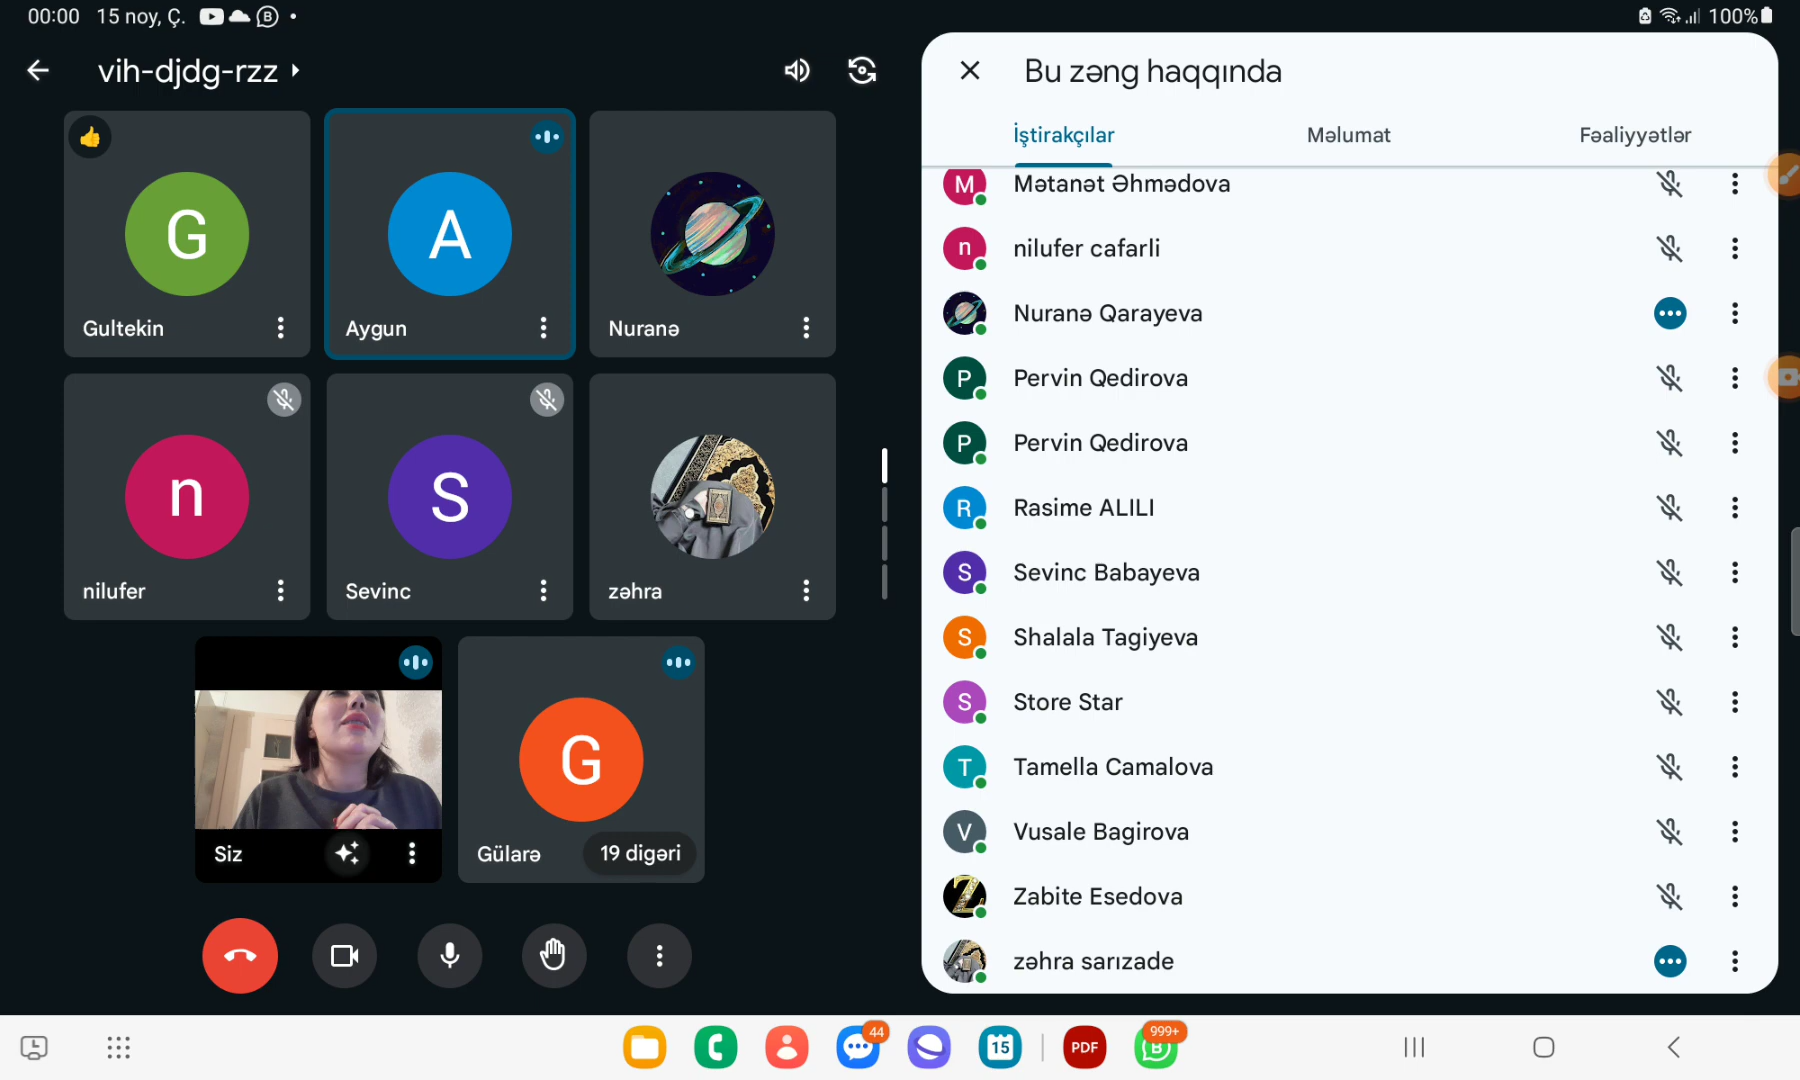 00:00 15 noy, Ç.
100%
vih-djdg-rzz
G
Gultekin
A
Aygun
Nuranə
n
nilufer
S
Sevinc
zəhra
Siz
G
Gülarə
19 digəri
Bu zəng haqqında
İştirakçılar
Məlumat
Fəaliyyətlər
M
Mətanət Əhmədova
n
nilufer cafarli
Nuranə Qarayeva
P
Pervin Qedirova
P
Pervin Qedirova
R
Rasime ALILI
S
Sevinc Babayeva
S
Shalala Tagiyeva
S
Store Star
T
Tamella Camalova
V
Vusale Bagirova
Z
Zabite Esedova
zəhra sarızade
44
15
PDF
999+
B